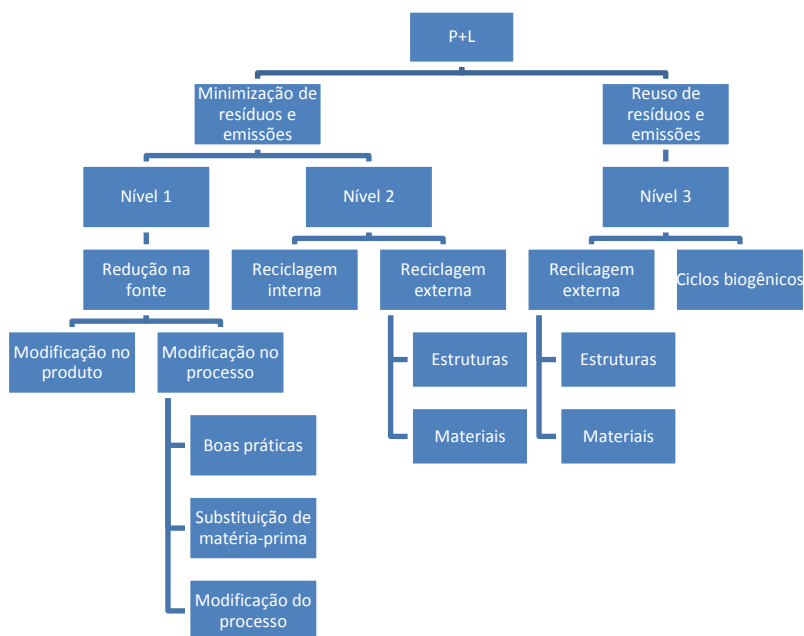 P+L
Minimização de
resíduos e
emissões
Reuso de
resíduos e
emissões
Nível 1
Nível 2
Nível 3
Redução na
fonte
Reciclagem
interna
Reciclagem
externa
Recilcagem
externa
Ciclos biogênicos
Modificação no
produto
Modificação no
processo
Estruturas
Estruturas
Materiais
Materiais
Boas práticas
Substituição de
matéria-prima
Modificação do
processo